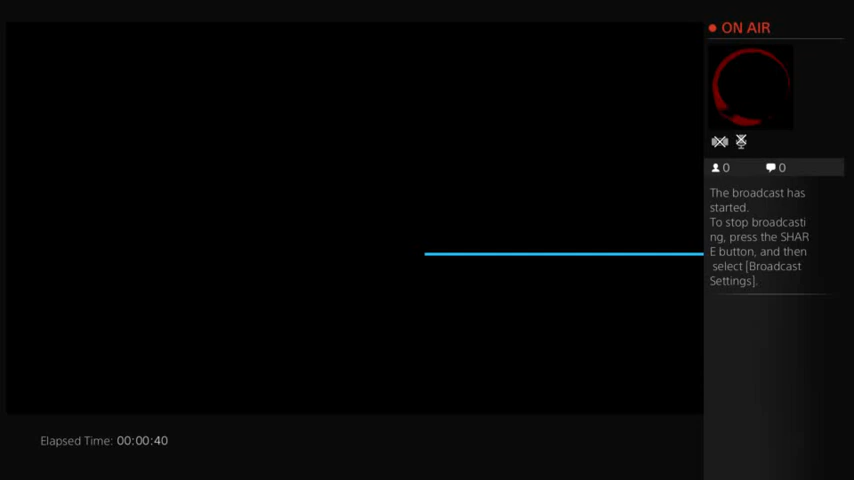 ON AIR
0 0
The broadcast has
started.
To stop broadcasti
ng, press the SHAR
E button, and then
select [Broadcast
Settings].
Elapsed Time: 00:00:40